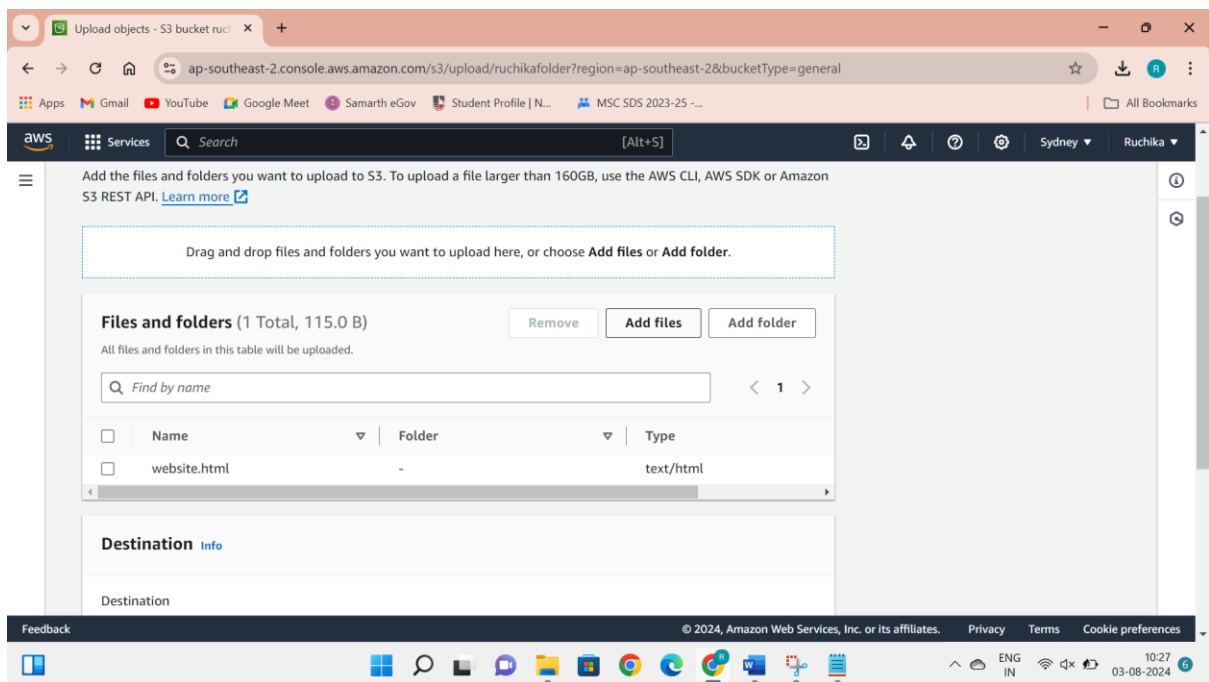 Upload objects - S3 bucket ruc
ap-southeast-2.console.aws.amazon.com/s3/upload/ruchikafolder?region=ap-southeast-2&bucketType=general
R
Apps Gmail YouTube Google Meet Samarth eGov Student Profile | N... MSC SDS 2023-25 -... All Bookmarks
aws Services Search [Alt+S] Sydney ▼ Ruchika ▼
Add the files and folders you want to upload to S3. To upload a file larger than 160GB, use the AWS CLI, AWS SDK or Amazon
S3 REST API. Learn more
Drag and drop files and folders you want to upload here, or choose Add files or Add folder.
Files and folders (1 Total, 115.0 B) Remove Add files Add folder
All files and folders in this table will be uploaded.
Find by name < 1 >
Name Folder Type
website.html - text/html
Destination Info
Destination
Feedback © 2024, Amazon Web Services, Inc. or its affiliates. Privacy Terms Cookie preferences
ENG 10:27
IN 03-08-2024 6